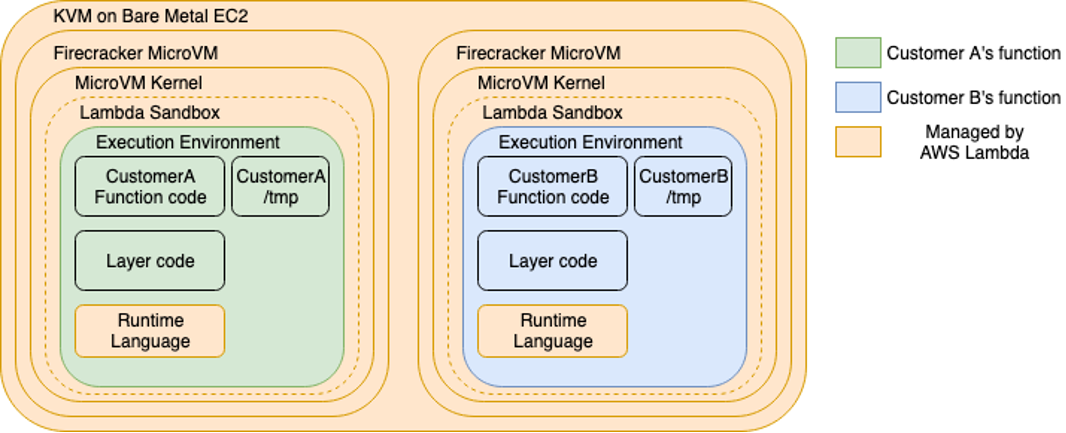 KVM on Bare Metal EC2
Firecracker MicroVM
MicroVM Kernel
Lambda Sandbox
Execution Environment
CustomerA
Function code
CustomerA
/tmp
Layer code
Runtime
Language
Firecracker MicroVM
MicroVM Kernel
Lambda Sandbox
Execution Environment
CustomerB
Function code
CustomerB
/tmp
Layer code
Runtime
Language
Customer A's function
Customer B's function
Managed by
AWS Lambda